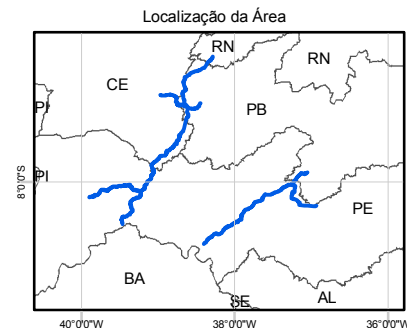 Localização da Área
RN
RN
CE
PB
PI
8°0'0"S
PI
PE
BA
SE
AL
40°0'0"W
38°0'0"W
36°0'0"W